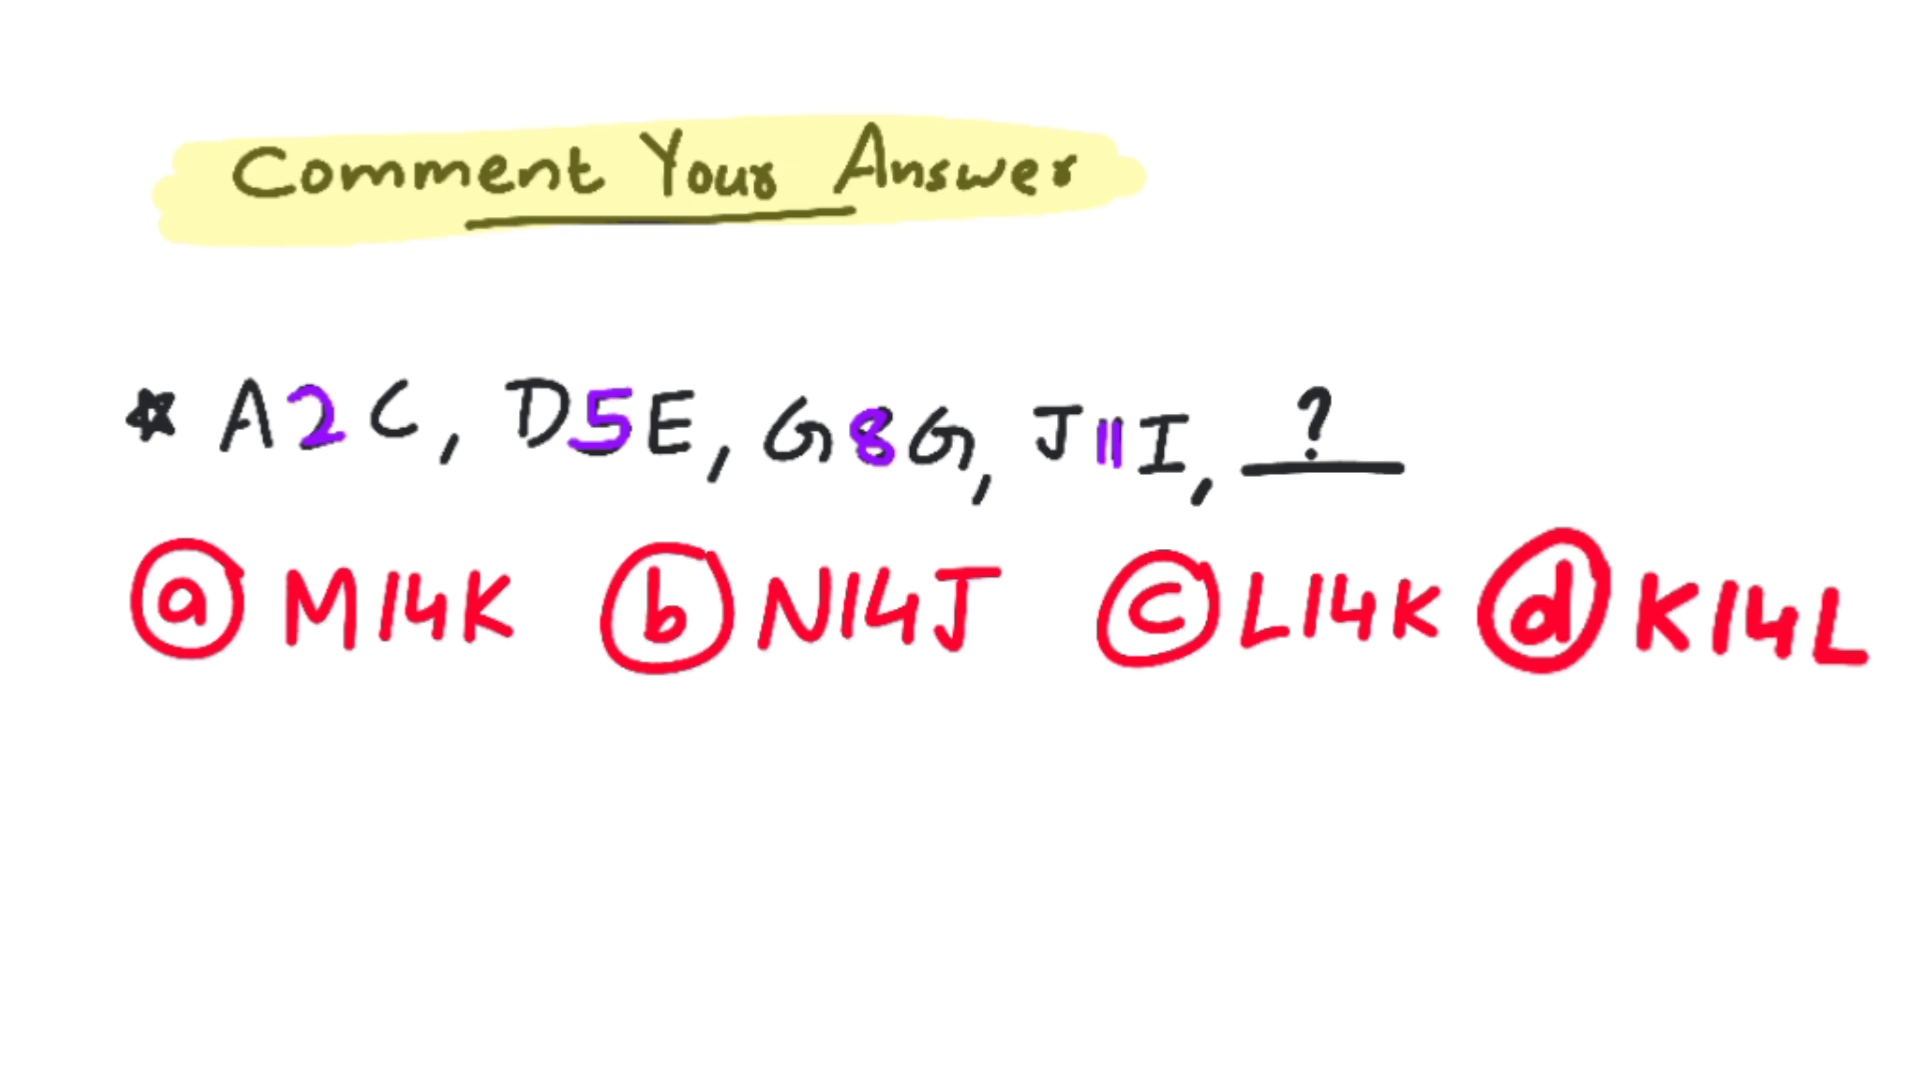 Comment Your Answer
☆ A2C, D5E, G8G, J11I, ?
a M14K b N14J c L14K d K14L